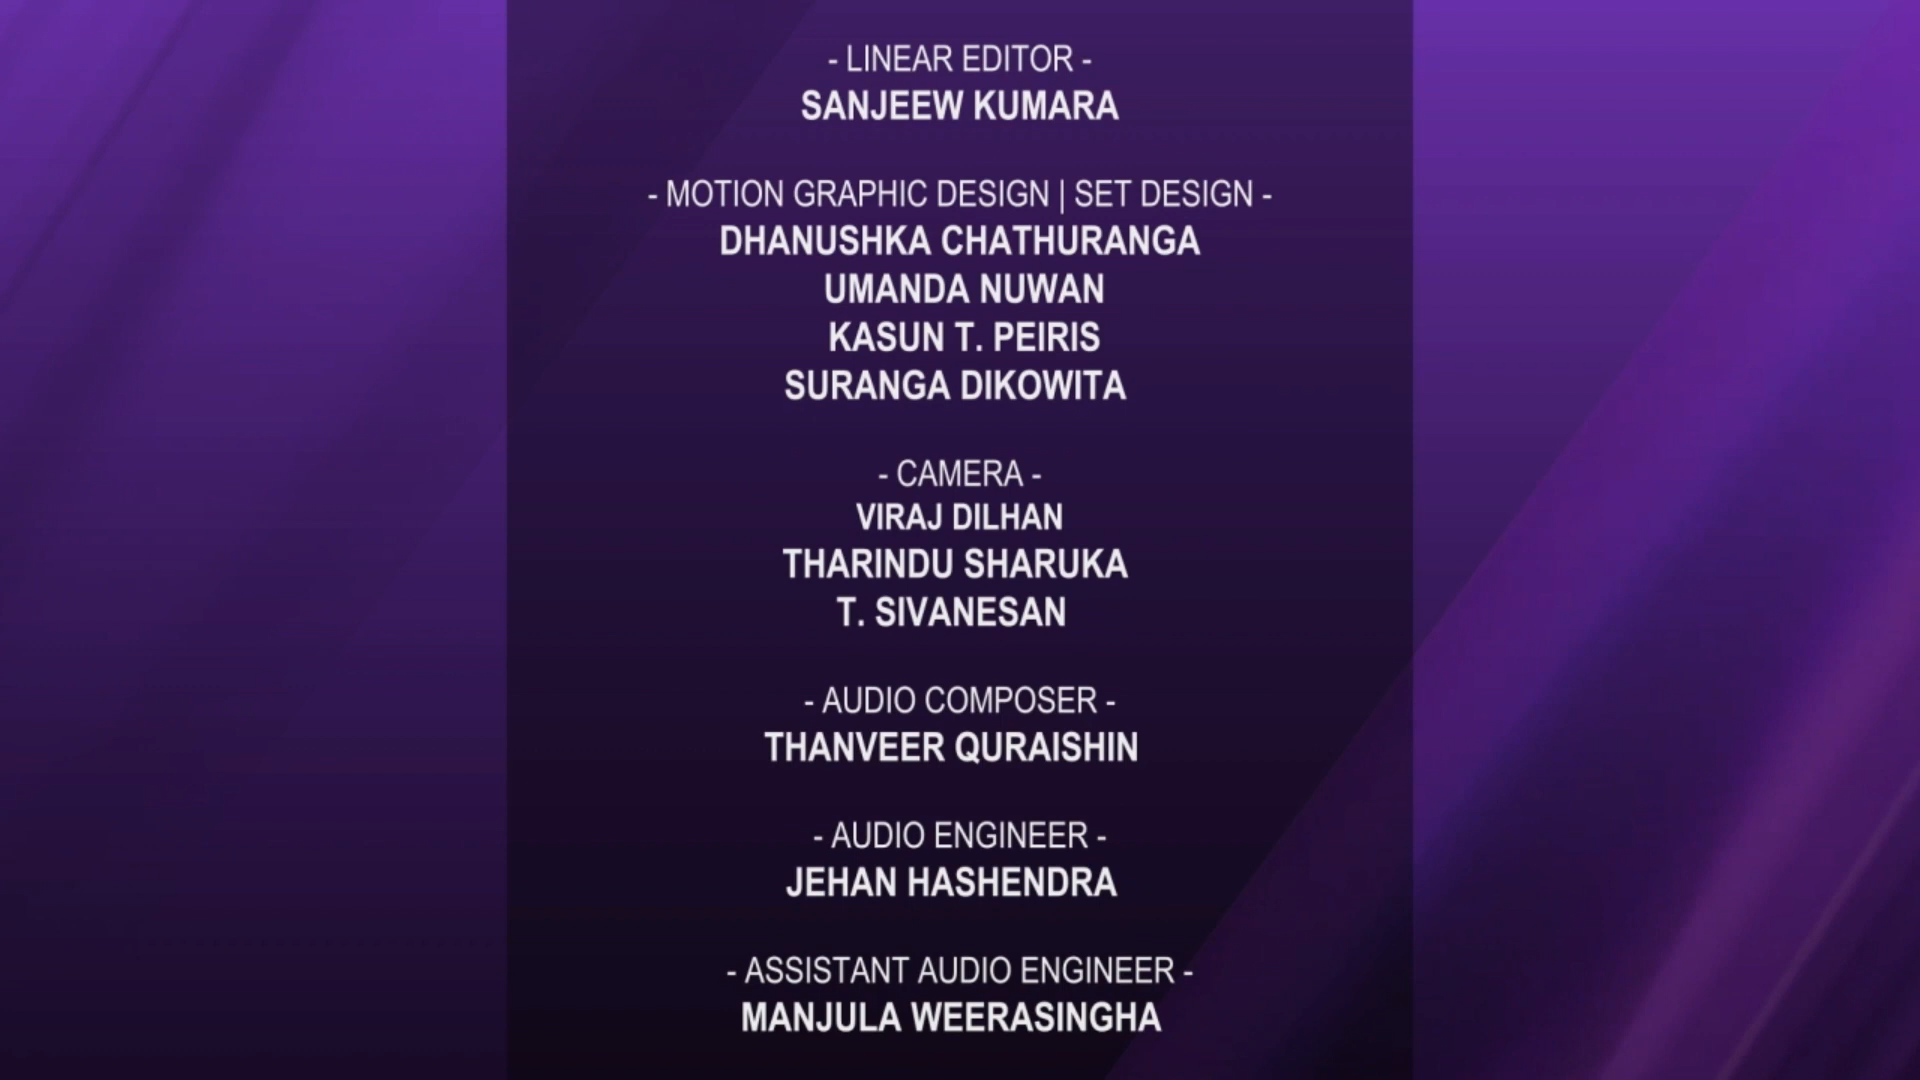 - LINEAR EDITOR -
SANJEEW KUMARA
- MOTION GRAPHIC DESIGN | SET DESIGN -
DHANUSHKA CHATHURANGA
UMANDA NUWAN
KASUN T. PEIRIS
SURANGA DIKOWITA
- CAMERA -
VIRAJ DILHAN
THARINDU SHARUKA
T. SIVANESAN
- AUDIO COMPOSER -
THANVEER QURAISHIN
- AUDIO ENGINEER -
JEHAN HASHENDRA
- ASSISTANT AUDIO ENGINEER -
MANJULA WEERASINGHA